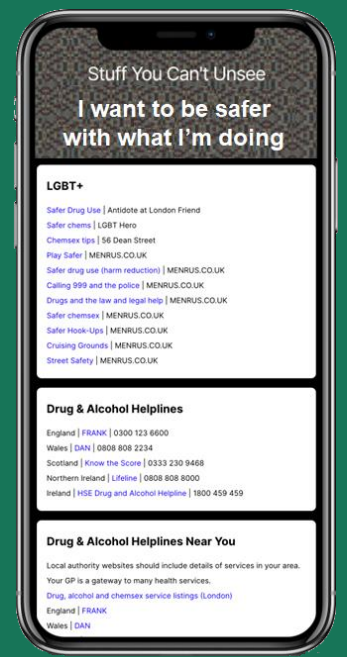 Stuff You Can't Unsee
I want to be safer
with what I'm doing
LGBT+
Safer Drug Use | Antidote at London Friend
Safer chems | LGBT Hero
Chemsex tips | 56 Dean Street
Play Safer | MENRUS.CO.UK
Safer drug use (harm reduction) | MENRUS.CO.UK
Calling 999 and the police | MENRUS.CO.UK
Drugs and the law and legal help | MENRUS.CO.UK
Safer chemsex | MENRUS.CO.UK
Safer Hook-Ups | MENRUS.CO.UK
Cruising Grounds | MENRUS.CO.UK
Street Safety | MENRUS.CO.UK
Drug & Alcohol Helplines
England | FRANK | 0300 123 6600
Wales | DAN | 0808 808 2234
Scotland | Know the Score | 0333 230 9468
Northern Ireland | Lifeline | 0808 808 8000
Ireland | HSE Drug and Alcohol Helpline | 1800 459 459
Drug & Alcohol Helplines Near You
Local authority websites should include details of services in your area.
Your GP is a gateway to many health services.
Drug, alcohol and chemsex service listings (London)
England | FRANK
Wales | DAN